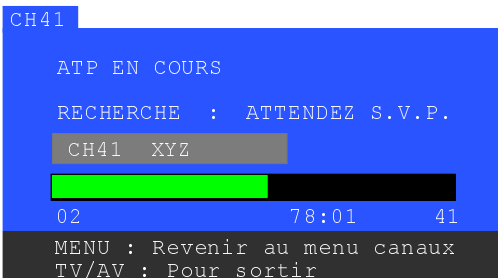 CH41
ATP EN COURS
RECHERCHE : ATTENDEZ S.V.P.
CH41 XYZ
02 78:01 41
MENU : Revenir au menu canaux
TV/AV : Pour sortir